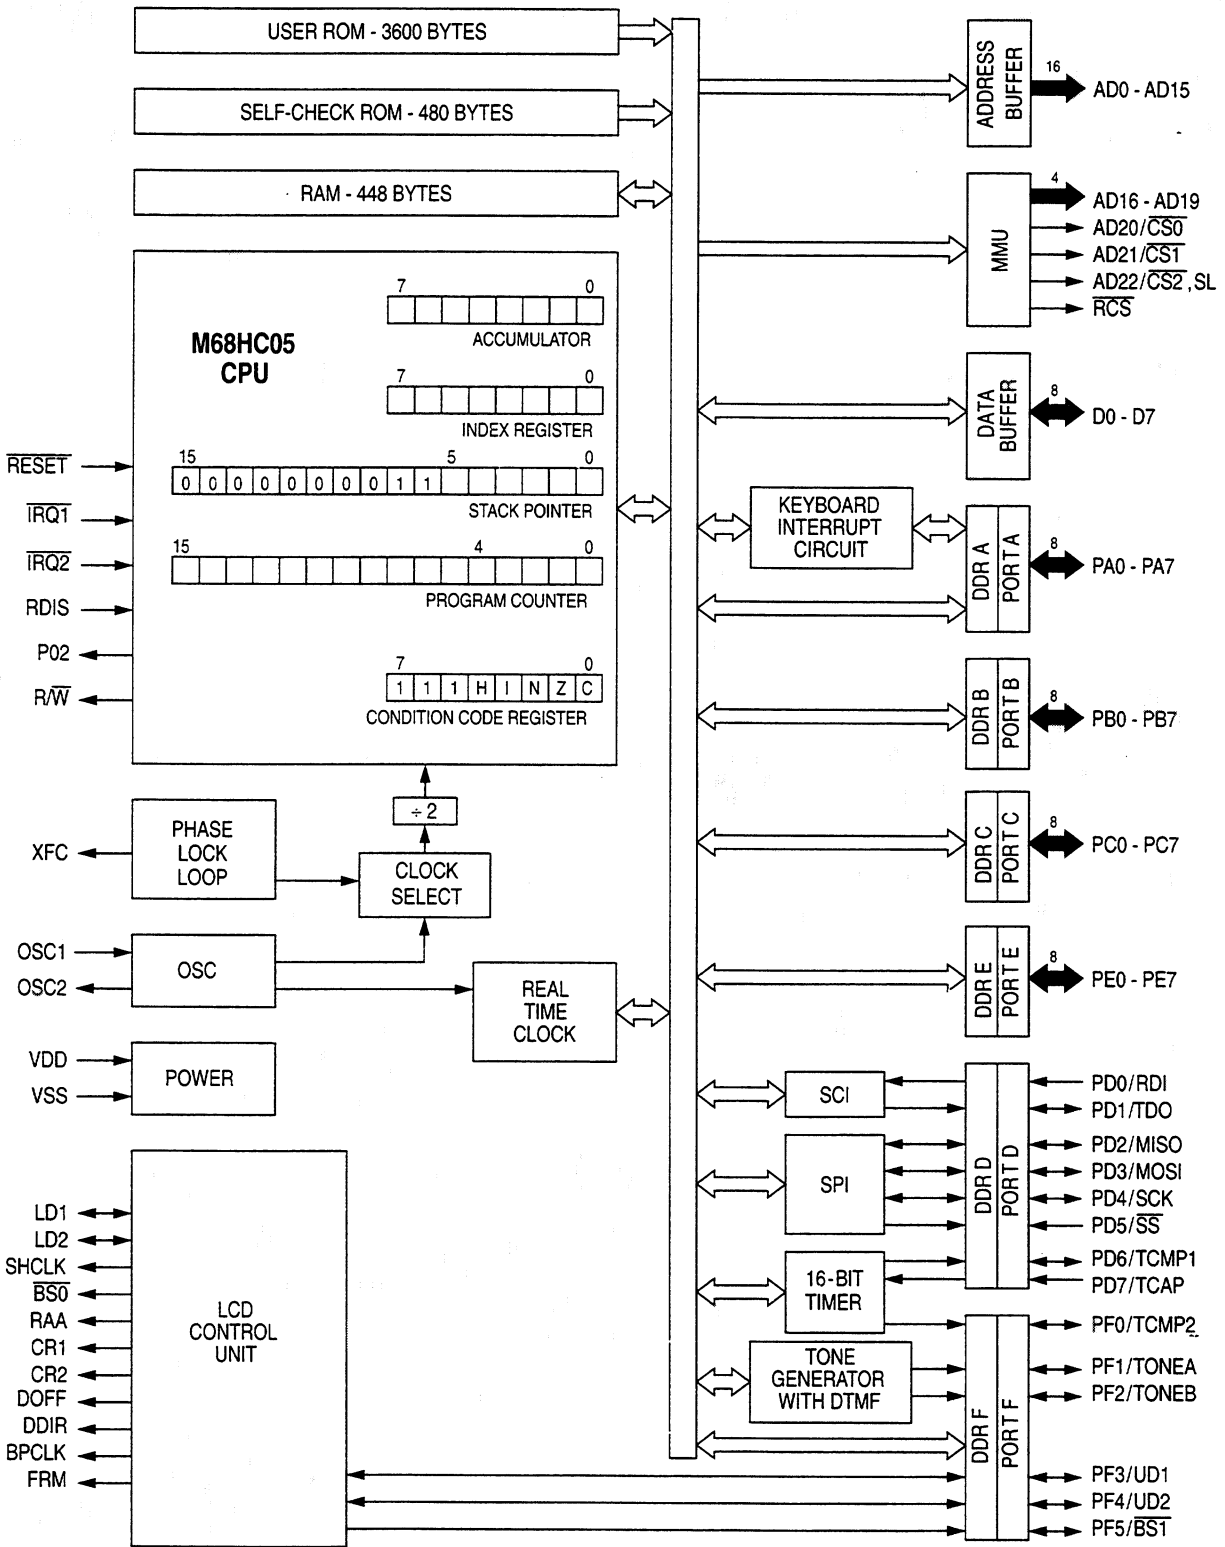 USER ROM - 3600 BYTES
SELF-CHECK ROM - 480 BYTES
RAM - 448 BYTES
M68HC05
CPU
7 0
ACCUMULATOR
7 0
INDEX REGISTER
15 5 0
0 0 0 0 0 0 0 0 1 1
STACK POINTER
15 4 0
PROGRAM COUNTER
7 0
1 1 1 H I N Z C
CONDITION CODE REGISTER
RESET
IRQ1
IRQ2
RDIS
P02
R/W
÷ 2
PHASE
LOCK
LOOP
XFC
CLOCK
SELECT
OSC1
OSC2
OSC
REAL
TIME
CLOCK
VDD
VSS
POWER
LD1
LD2
SHCLK
BS0
RAA
CR1
CR2
DOFF
DDIR
BPCLK
FRM
LCD
CONTROL
UNIT
ADDRESS
BUFFER
16
AD0 - AD15
MMU
4
AD16 - AD19
AD20/CS0
AD21/CS1
AD22/CS2, SL
RCS
DATA
BUFFER
8
D0 - D7
KEYBOARD
INTERRUPT
CIRCUIT
DDR A
PORT A
8
PA0 - PA7
DDR B
PORT B
8
PB0 - PB7
DDR C
PORT C
8
PC0 - PC7
DDR E
PORT E
8
PE0 - PE7
SCI
SPI
16-BIT
TIMER
DDR D
PORT D
PD0/RDI
PD1/TDO
PD2/MISO
PD3/MOSI
PD4/SCK
PD5/SS
PD6/TCMP1
PD7/TCAP
TONE
GENERATOR
WITH DTMF
DDR F
PORT F
PF0/TCMP2
PF1/TONEA
PF2/TONEB
PF3/UD1
PF4/UD2
PF5/BS1